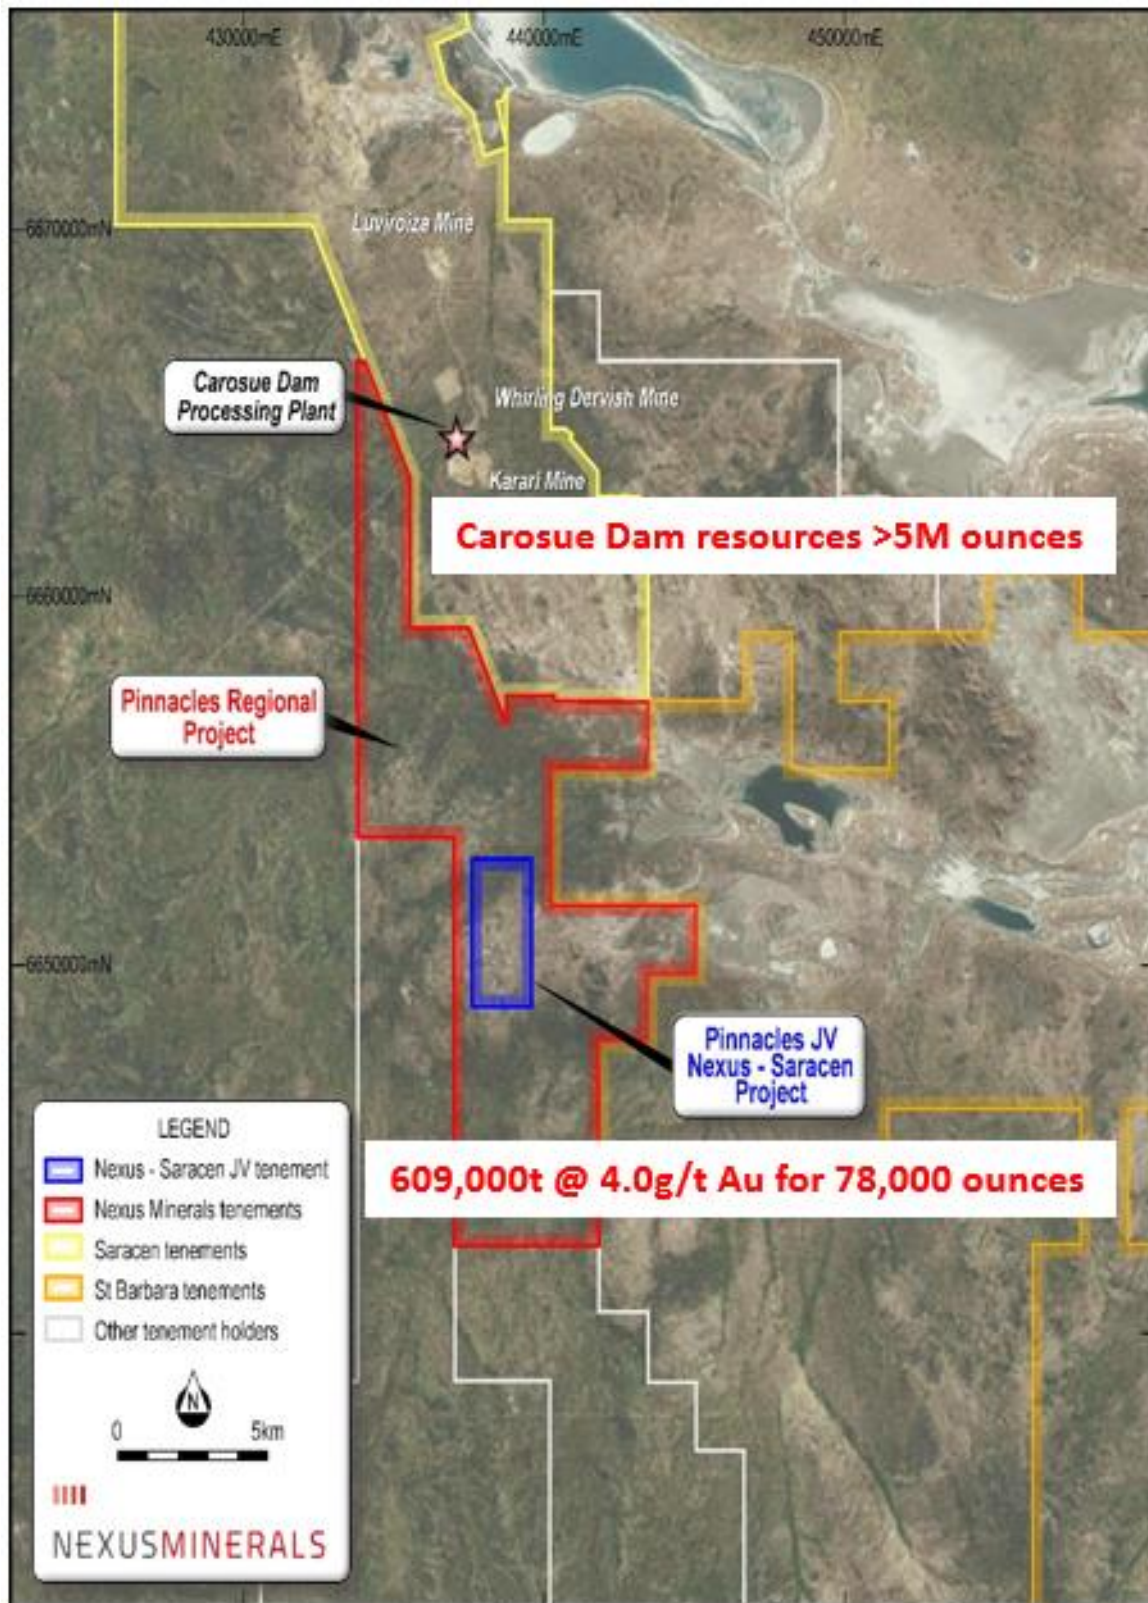 430000mE
440000mE
450000mE
Luviroiza Mine
6670000mN
Carosue Dam
Processing Plant
Whirling Dervish Mine
Karari Mine
Carosue Dam resources >5M ounces
6660000mN
Pinnacles Regional
Project
6650000mN
Pinnacles JV
Nexus - Saracen
Project
609,000t @ 4.0g/t Au for 78,000 ounces
LEGEND
Nexus - Saracen JV tenement
Nexus Minerals tenements
Saracen tenements
St Barbara tenements
Other tenement holders
N
0 5km
NEXUSMINERALS